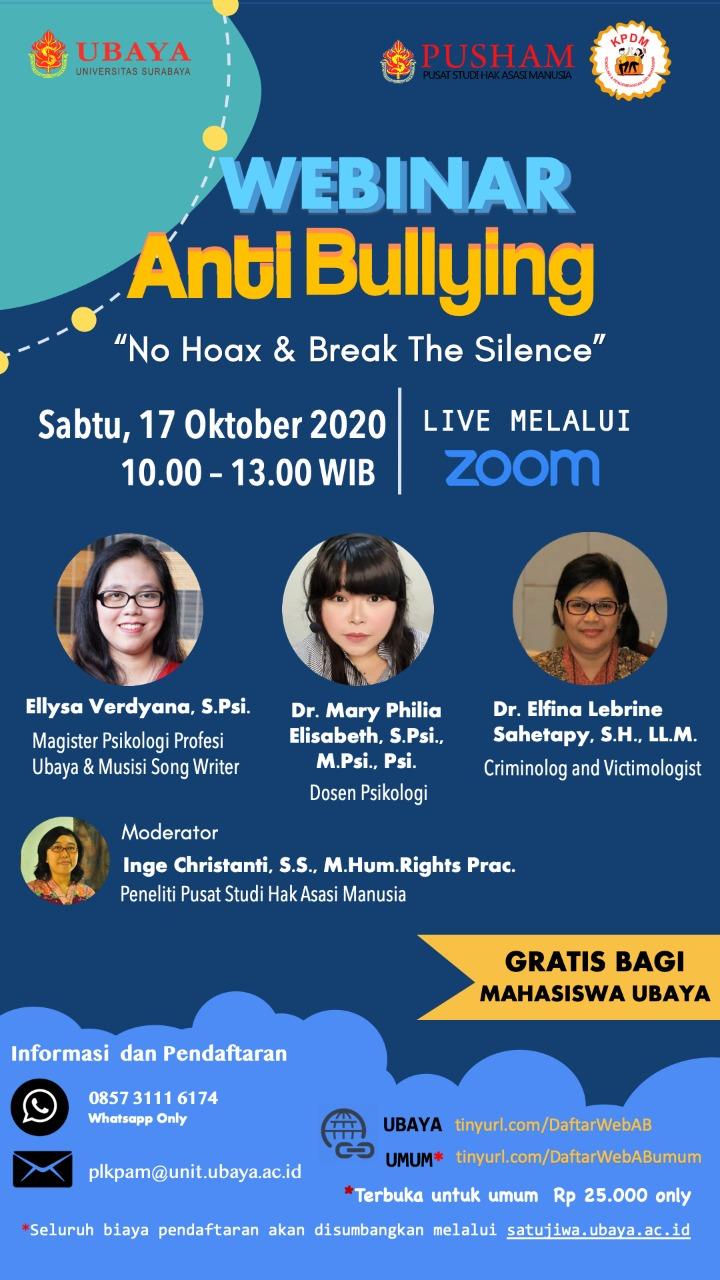 UBAYA
UNIVERSITAS SURABAYA
PUSHAM
PUSAT STUDI HAK ASASI MANUSIA
KPDM
WEBINAR
Anti Bullying
“No Hoax & Break The Silence”
Sabtu, 17 Oktober 2020
10.00 – 13.00 WIB
LIVE MELALUI
zoom
Ellysa Verdyana, S.Psi.
Magister Psikologi Profesi
Ubaya & Musisi Song Writer
Dr. Mary Philia
Elisabeth, S.Psi.,
M.Psi., Psi.
Dosen Psikologi
Dr. Elfina Lebrine
Sahetapy, S.H., LL.M.
Criminolog and Victimologist
Moderator
Inge Christanti, S.S., M.Hum.Rights Prac.
Peneliti Pusat Studi Hak Asasi Manusia
GRATIS BAGI
MAHASISWA UBAYA
Informasi dan Pendaftaran
0857 3111 6174
Whatsapp Only
plkpam@unit.ubaya.ac.id
UBAYA tinyurl.com/DaftarWebAB
UMUM* tinyurl.com/DaftarWebABumum
*Terbuka untuk umum Rp 25.000 only
*Seluruh biaya pendaftaran akan disumbangkan melalui satujiwa.ubaya.ac.id